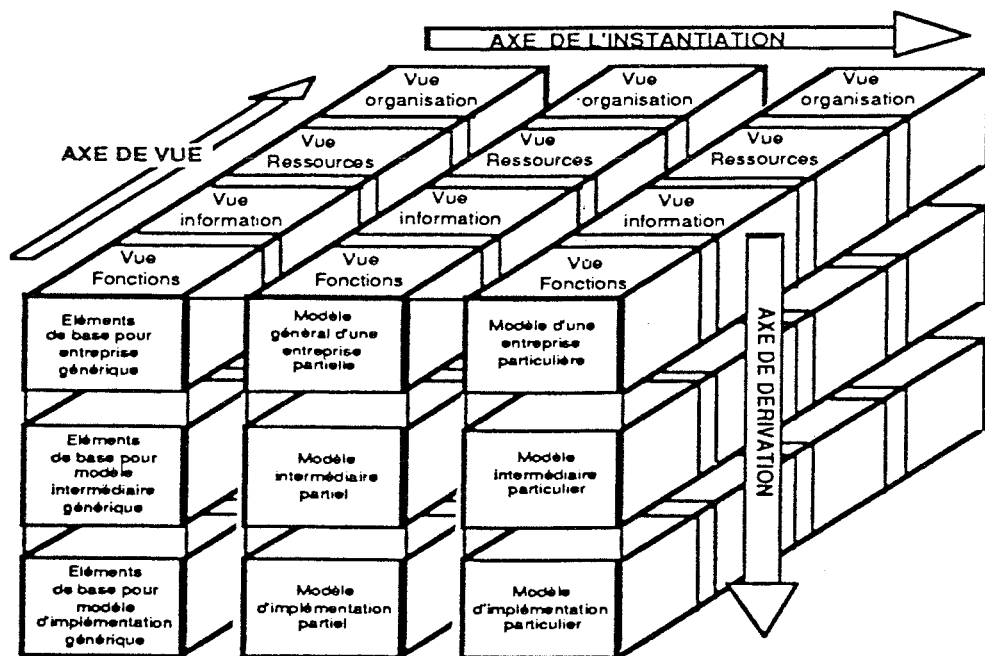 AXE DE L'INSTANTIATION
AXE DE VUE
Vue
organisation
Vue
organisation
Vue
organisation
Vue
Ressources
Vue
Ressources
Vue
Ressources
Vue
information
Vue
information
Vue
information
Vue
Fonctions
Vue
Fonctions
Vue
Fonctions
AXE DE DERIVATION
Eléments
de base pour
entreprise
générique
Modèle
général d'une
entreprise
partielle
Modèle d'une
entreprise
particulière
Eléments
de base pour
modèle
intermédiaire
générique
Modèle
intermédiaire
partiel
Modèle
intermédiaire
particulier
Eléments
de base pour
modèle
d'implémentation
générique
Modèle
d'implémentation
partiel
Modèle
d'implémentation
particulier